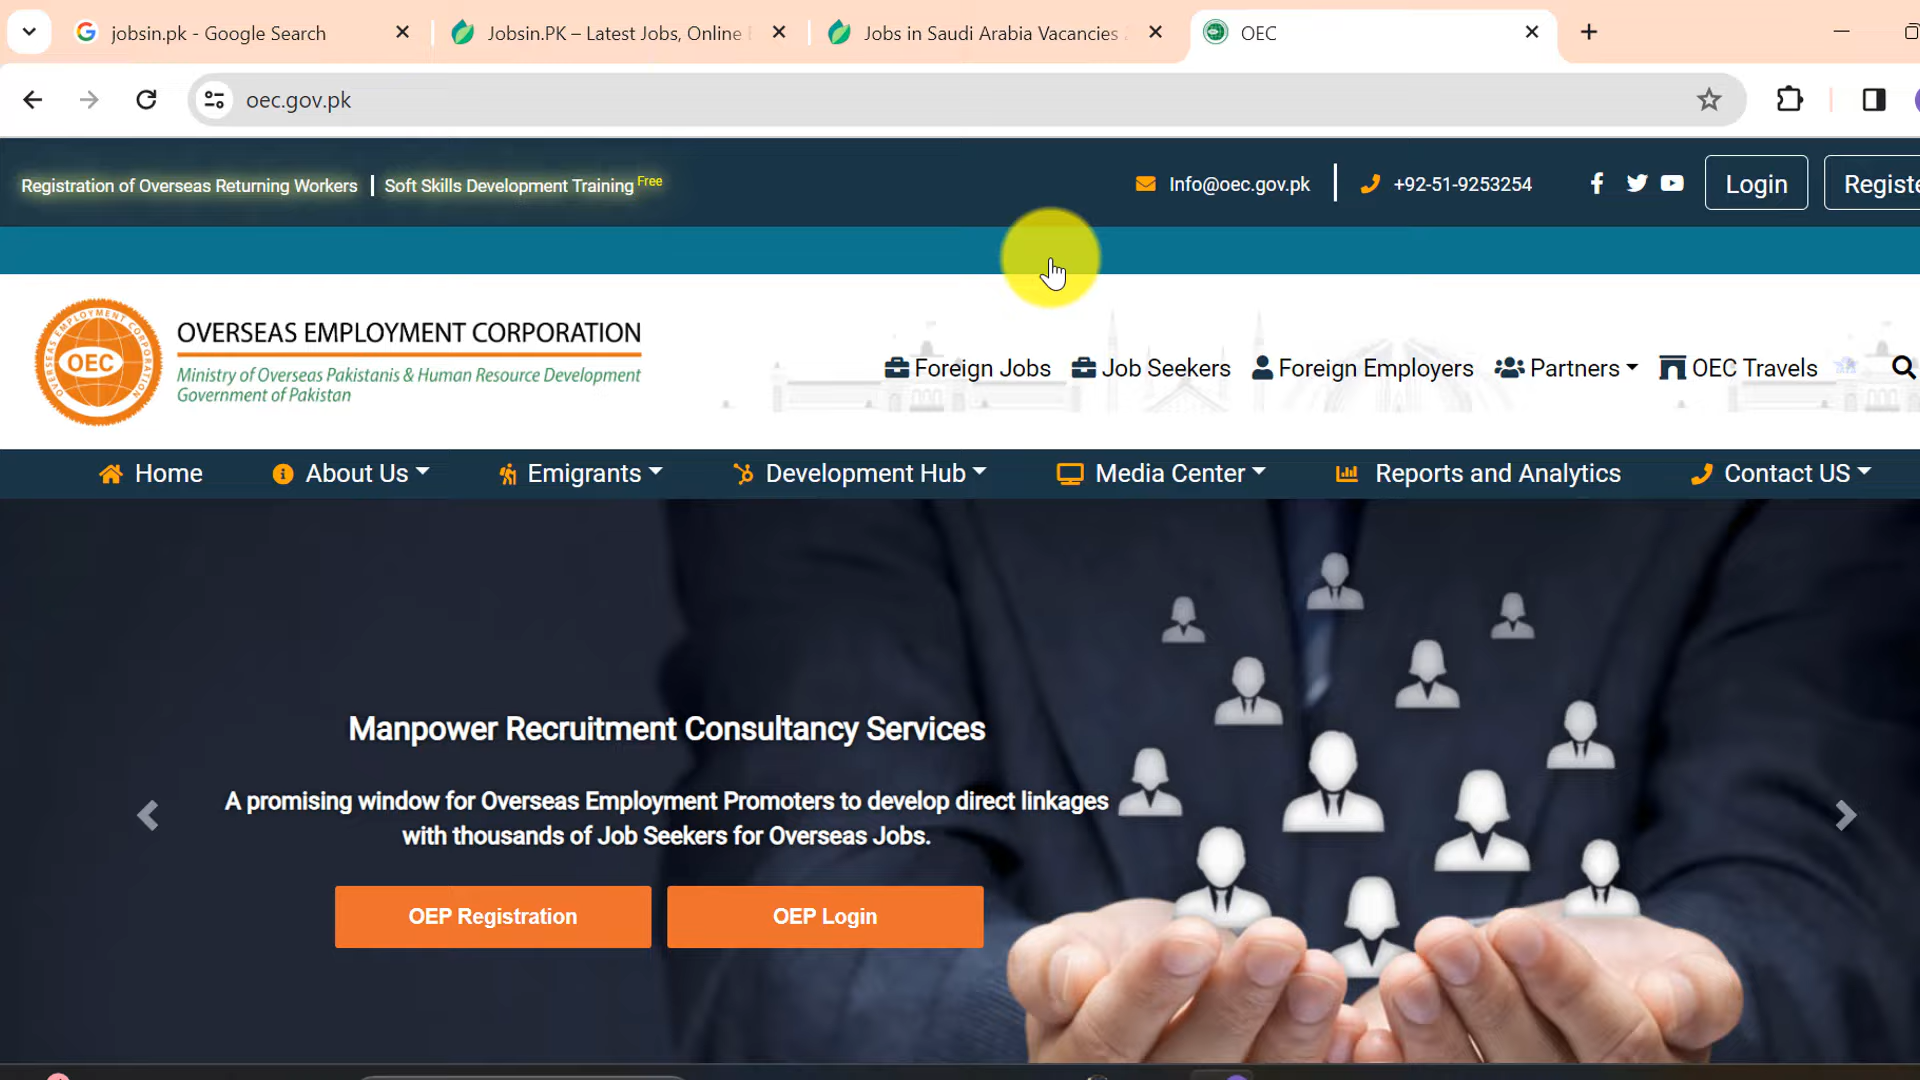 jobsin.pk - Google Search
Jobsin.PK – Latest Jobs, Online
Jobs in Saudi Arabia Vacancies
OEC
oec.gov.pk
Registration of Overseas Returning Workers | Soft Skills Development Training Free
Info@oec.gov.pk
+92-51-9253254
Login
Registe
OEC
OVERSEAS EMPLOYMENT CORPORATION
Ministry of Overseas Pakistanis & Human Resource Development
Government of Pakistan
Foreign Jobs
Job Seekers
Foreign Employers
Partners
OEC Travels
Home
About Us
Emigrants
Development Hub
Media Center
Reports and Analytics
Contact US
Manpower Recruitment Consultancy Services
A promising window for Overseas Employment Promoters to develop direct linkages
with thousands of Job Seekers for Overseas Jobs.
OEP Registration
OEP Login